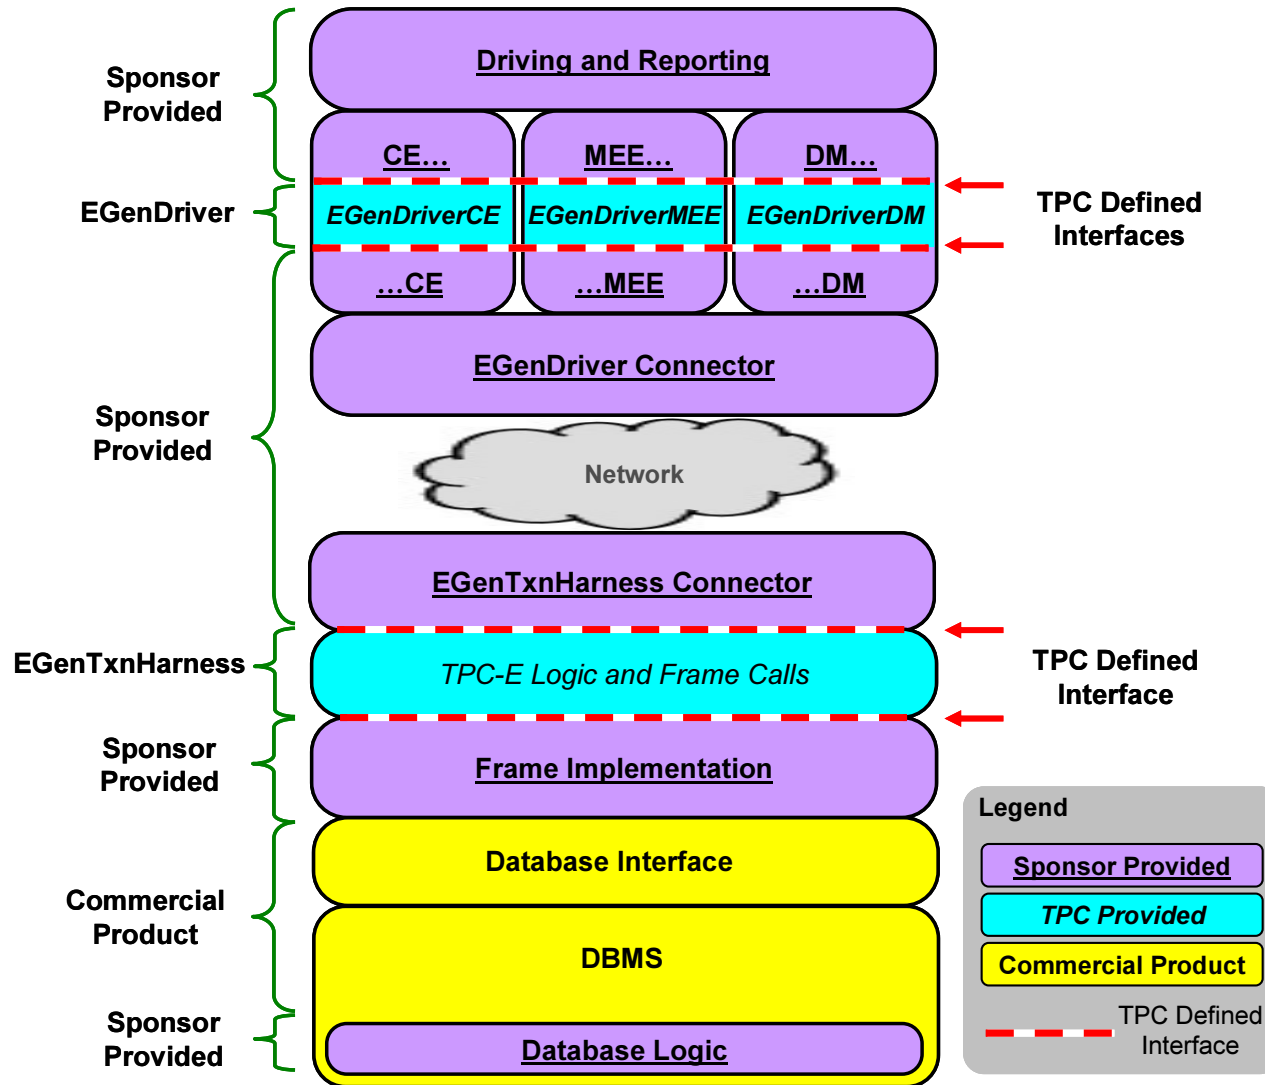 Driving and Reporting
Sponsor
Provided
CE...
MEE...
DM...
EGenDriver
EGenDriverCE
EGenDriverMEE
EGenDriverDM
TPC Defined
Interfaces
...CE
...MEE
...DM
EGenDriver Connector
Sponsor
Provided
Network
EGenTxnHarness Connector
EGenTxnHarness
TPC-E Logic and Frame Calls
TPC Defined
Interface
Sponsor
Provided
Frame Implementation
Database Interface
Commercial
Product
DBMS
Sponsor
Provided
Database Logic
Legend
Sponsor Provided
TPC Provided
Commercial Product
TPC Defined
Interface